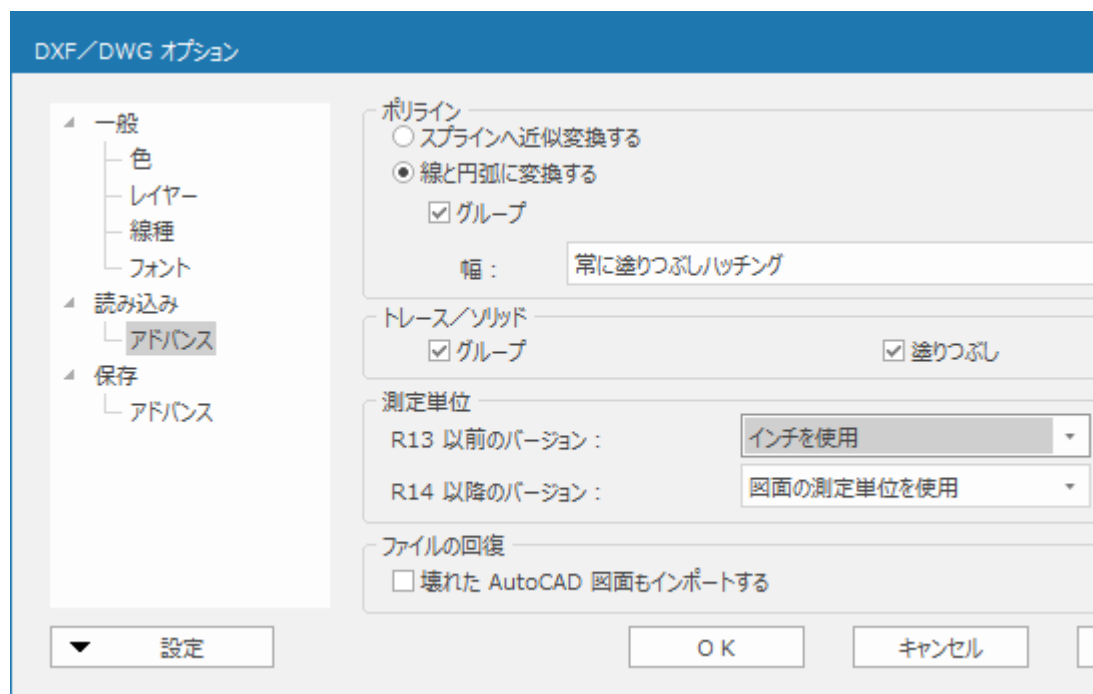 DXF／DWG オプション
一般
色
レイヤー
線種
フォント
読み込み
アドバンス
保存
アドバンス
設定
ポリライン
スプラインへ近似変換する
線と円弧に変換する
グループ
幅：
常に塗りつぶしハッチング
トレース／ソリッド
グループ
塗りつぶし
測定単位
R13 以前のバージョン：
インチを使用
R14 以降のバージョン：
図面の測定単位を使用
ファイルの回復
壊れた AutoCAD 図面もインポートする
ＯＫ
キャンセル